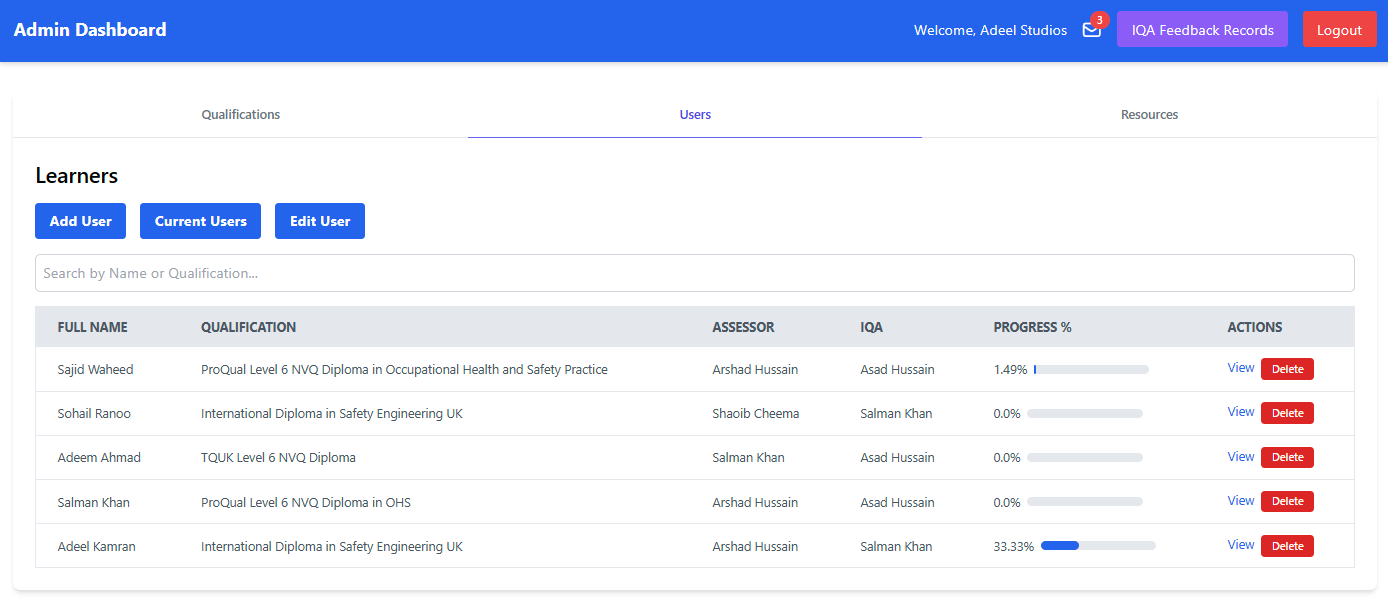 Admin Dashboard Welcome, Adeel Studios 3 IQA Feedback Records Logout
Qualifications Users Resources
Learners
Add User Current Users Edit User
Search by Name or Qualification...
FULL NAME QUALIFICATION ASSESSOR IQA PROGRESS % ACTIONS
Sajid Waheed ProQual Level 6 NVQ Diploma in Occupational Health and Safety Practice Arshad Hussain Asad Hussain 1.49% View Delete
Sohail Ranoo International Diploma in Safety Engineering UK Shaoib Cheema Salman Khan 0.0% View Delete
Adeem Ahmad TQUK Level 6 NVQ Diploma Salman Khan Asad Hussain 0.0% View Delete
Salman Khan ProQual Level 6 NVQ Diploma in OHS Arshad Hussain Asad Hussain 0.0% View Delete
Adeel Kamran International Diploma in Safety Engineering UK Arshad Hussain Salman Khan 33.33% View Delete